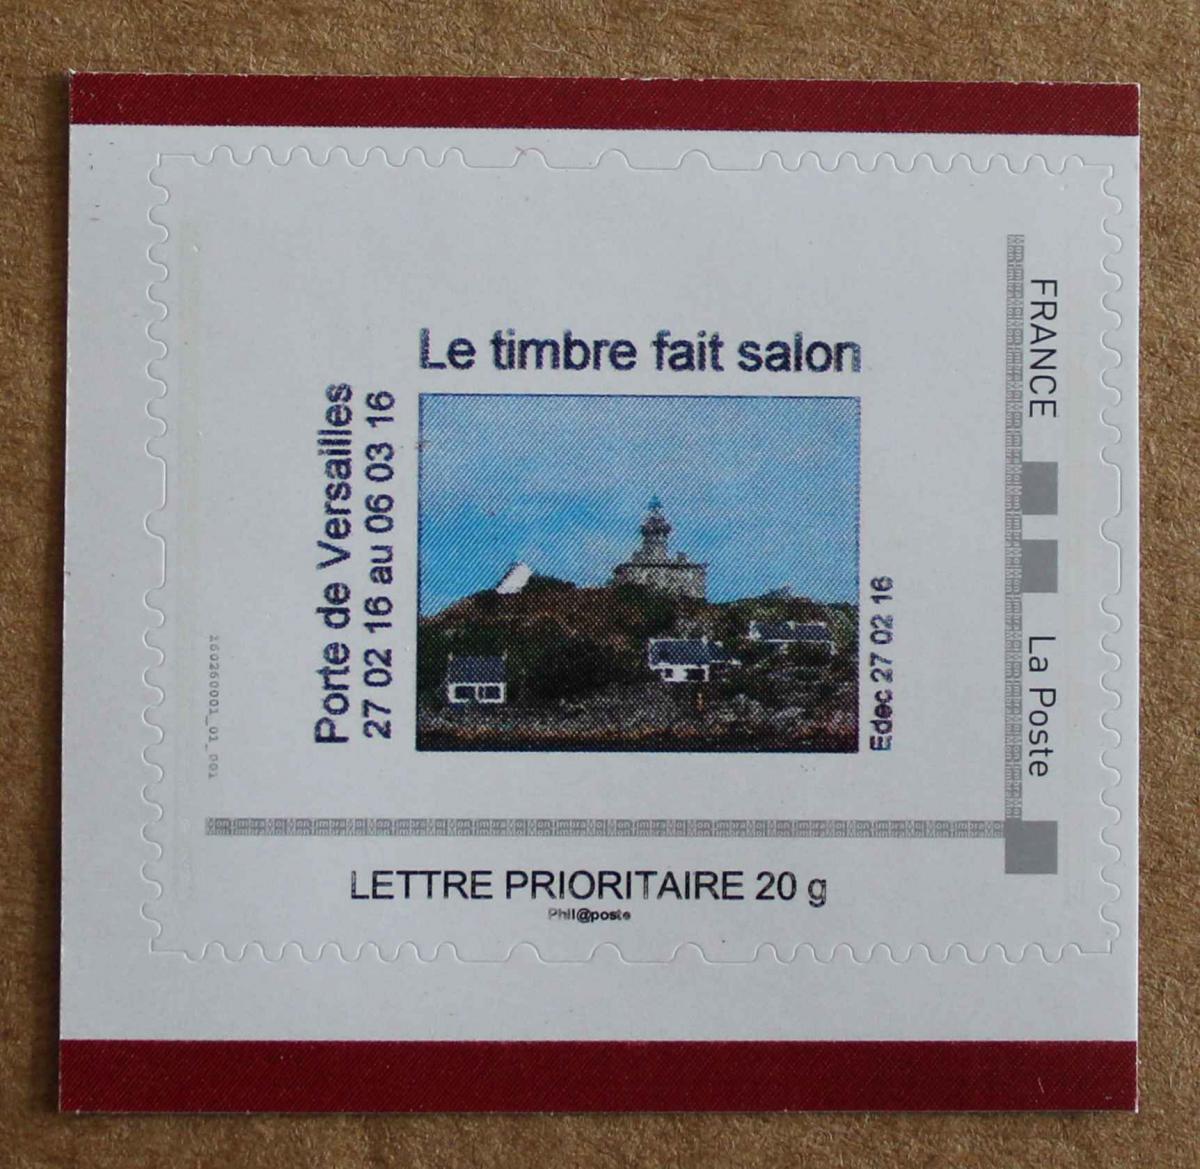 Le timbre fait salon
Porte de Versailles
27 02 16 au 06 03 16
Edec 27 02 16
FRANCE
La Poste
160260001_01_001
LETTRE PRIORITAIRE 20 g
Phil@poste